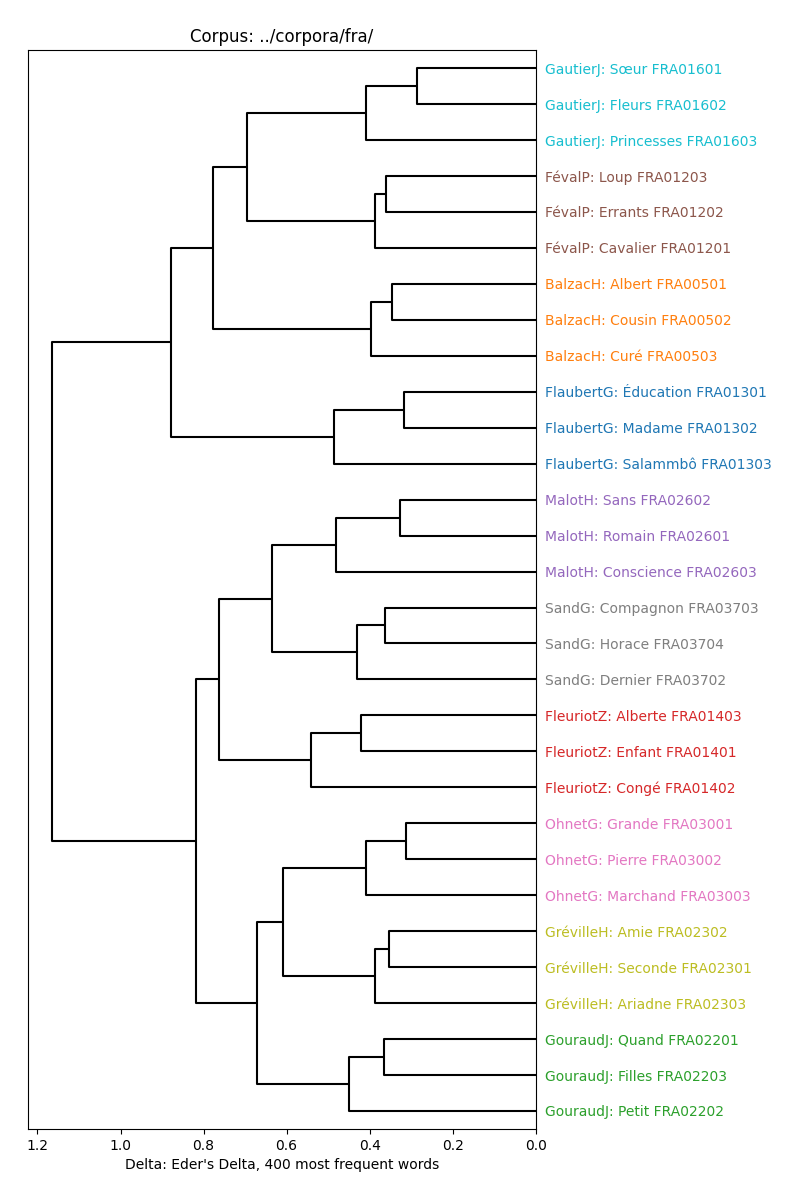 Corpus: ../corpora/fra/
GautierJ: Sœur FRA01601
GautierJ: Fleurs FRA01602
GautierJ: Princesses FRA01603
FévalP: Loup FRA01203
FévalP: Errants FRA01202
FévalP: Cavalier FRA01201
BalzacH: Albert FRA00501
BalzacH: Cousin FRA00502
BalzacH: Curé FRA00503
FlaubertG: Éducation FRA01301
FlaubertG: Madame FRA01302
FlaubertG: Salammbô FRA01303
MalotH: Sans FRA02602
MalotH: Romain FRA02601
MalotH: Conscience FRA02603
SandG: Compagnon FRA03703
SandG: Horace FRA03704
SandG: Dernier FRA03702
FleuriotZ: Alberte FRA01403
FleuriotZ: Enfant FRA01401
FleuriotZ: Congé FRA01402
OhnetG: Grande FRA03001
OhnetG: Pierre FRA03002
OhnetG: Marchand FRA03003
GrévilleH: Amie FRA02302
GrévilleH: Seconde FRA02301
GrévilleH: Ariadne FRA02303
GouraudJ: Quand FRA02201
GouraudJ: Filles FRA02203
GouraudJ: Petit FRA02202
1.2 1.0 0.8 0.6 0.4 0.2 0.0
Delta: Eder's Delta, 400 most frequent words